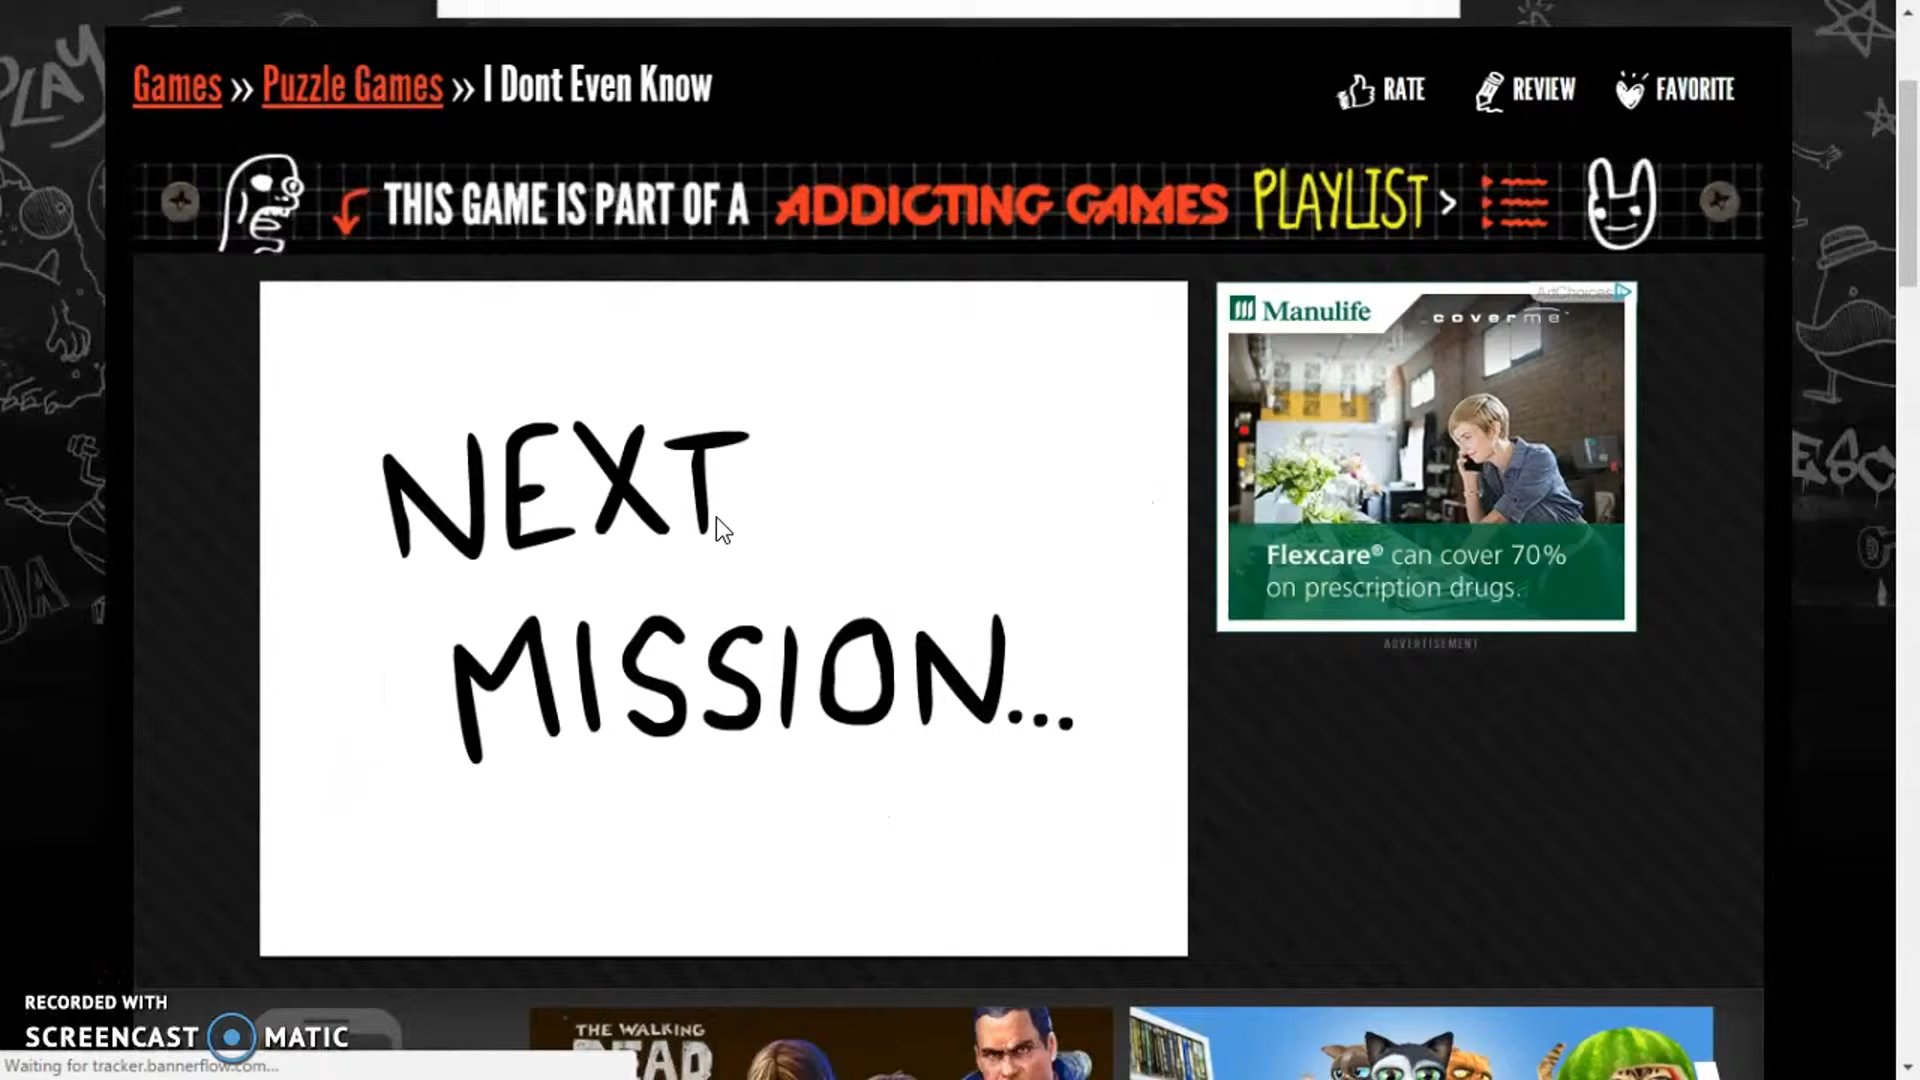 Games » Puzzle Games » I Dont Even Know
RATE
REVIEW
FAVORITE
THIS GAME IS PART OF A ADDICTING GAMES PLAYLIST >
AdChoices
Manulife
coverme
NEXT
MISSION...
Flexcare® can cover 70%
on prescription drugs.
ADVERTISEMENT
RECORDED WITH
SCREENCAST MATIC
THE WALKING
DEAD
Waiting for tracker.bannerflow.com...